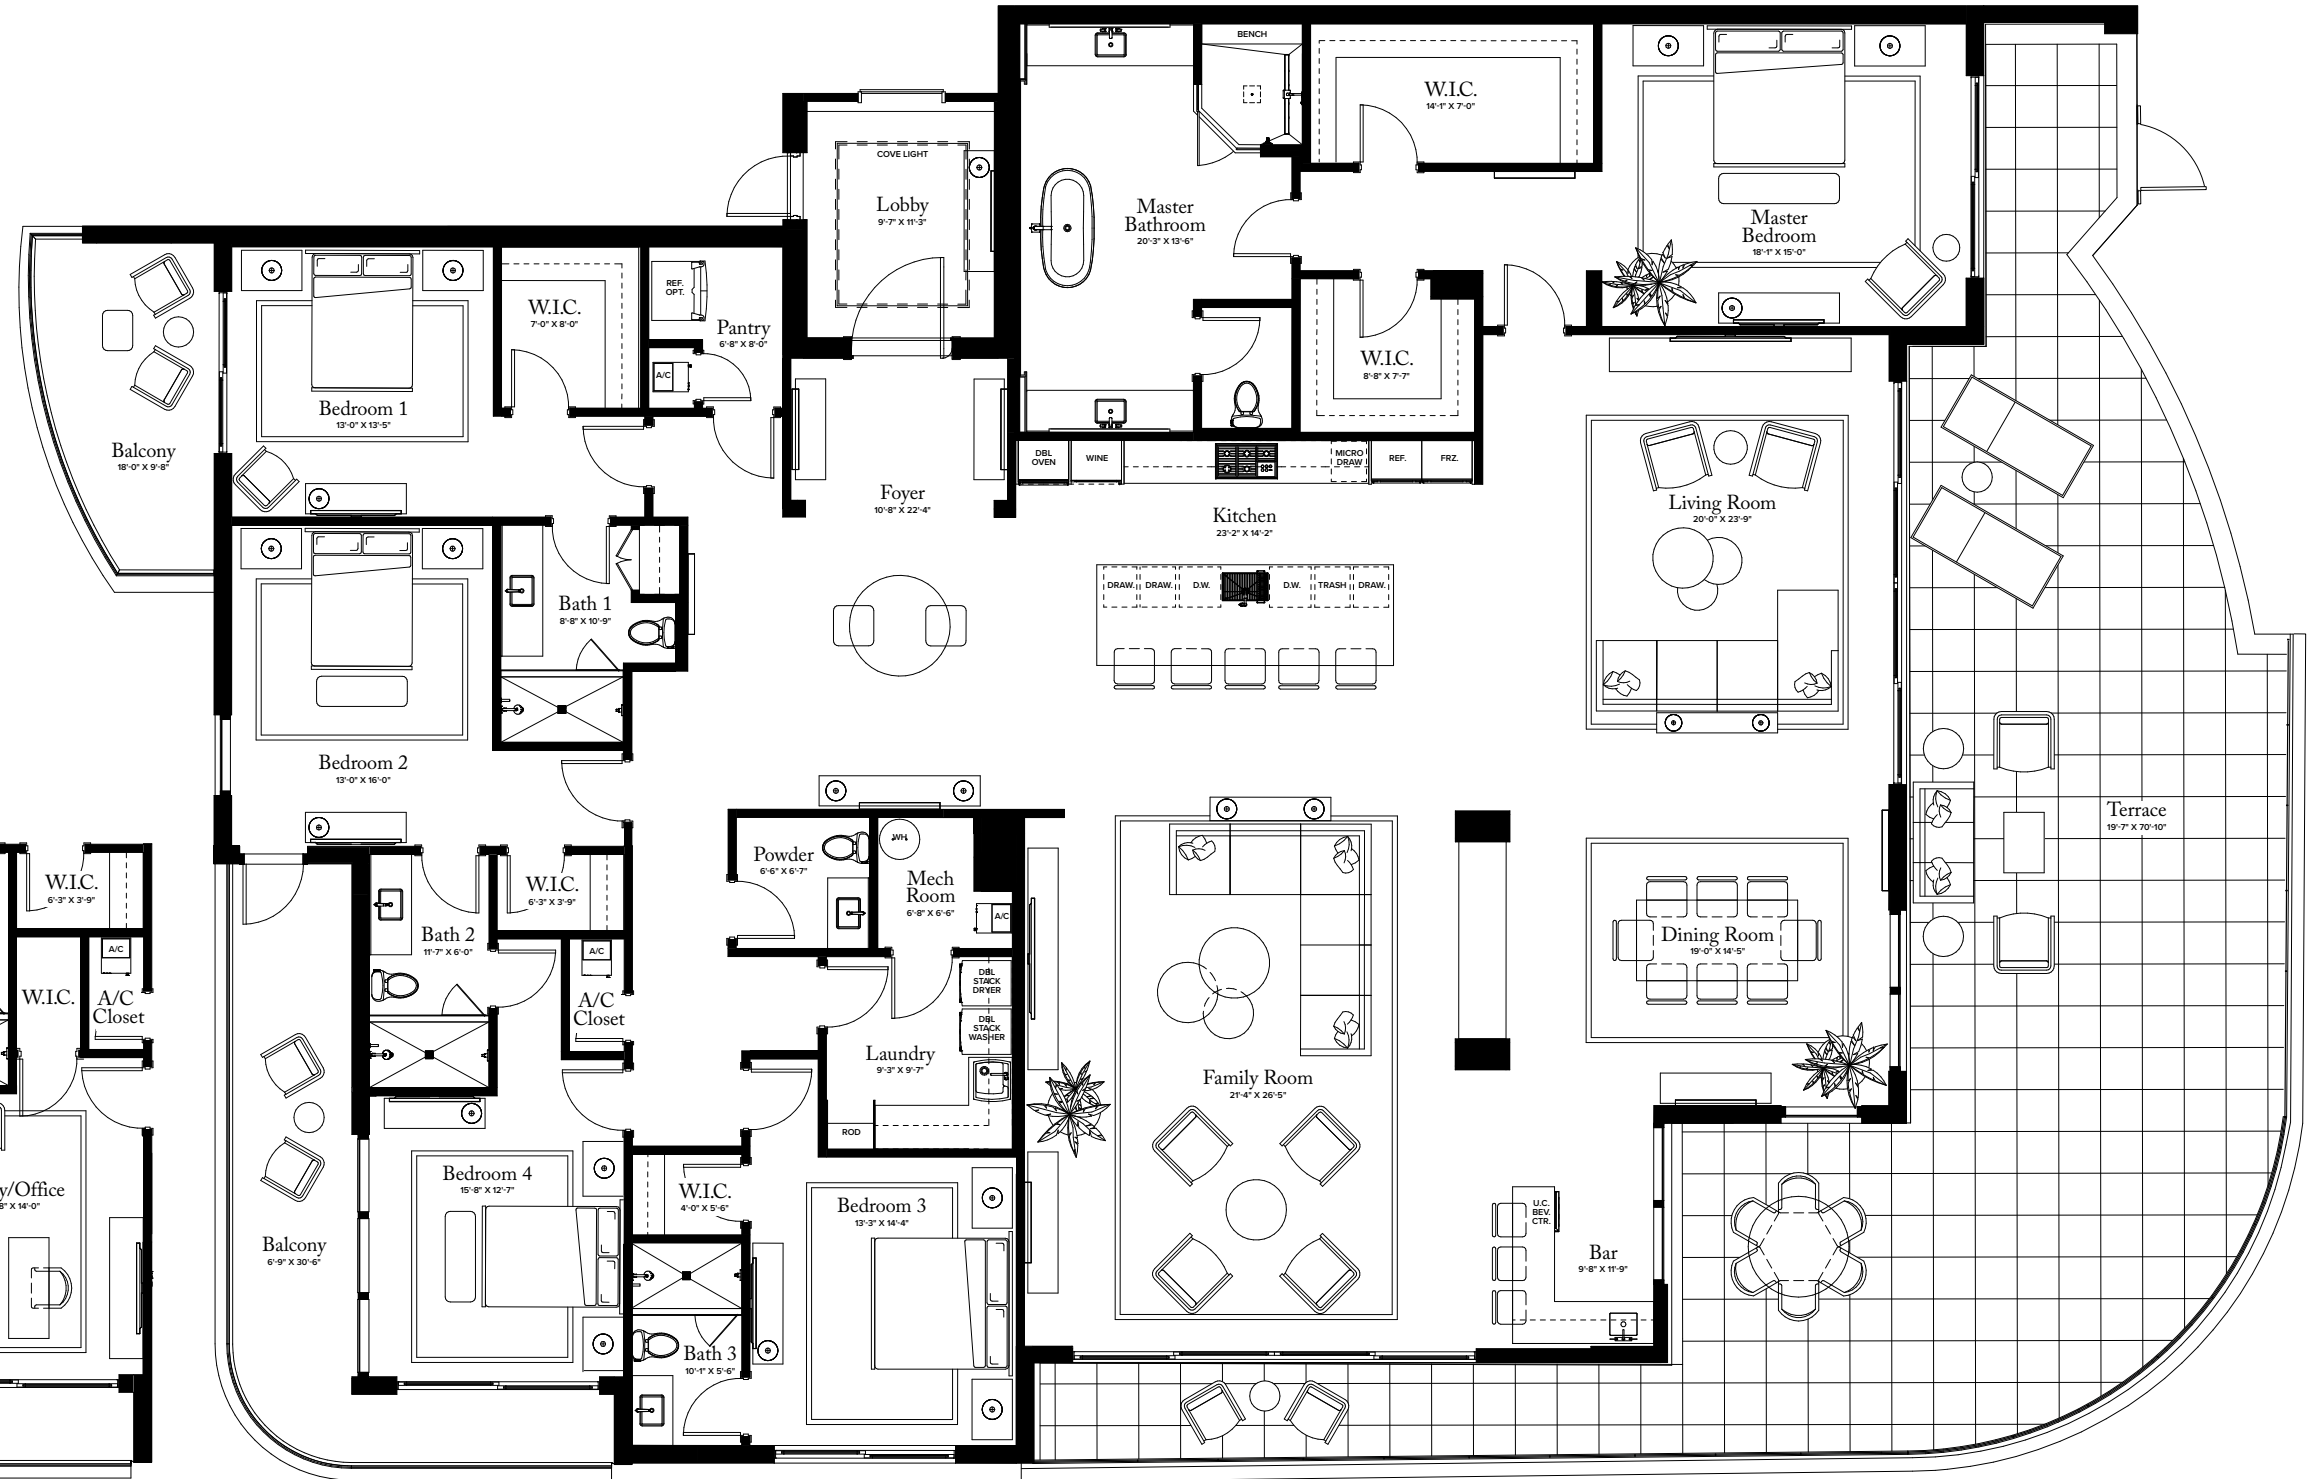 BENCH
W.I.C.
14'-1" X 7'-0"
COVE LIGHT
Lobby
9'-7" X 11'-3"
Master
Bathroom
20'-3" X 13'-6"
Master
Bedroom
18'-1" X 15'-0"
REF.
OPT.
W.I.C.
7'-0" X 8'-0"
Pantry
6'-8" X 8'-0"
A/C
W.I.C.
8'-8" X 7'-7"
Bedroom 1
13'-0" X 13'-5"
Balcony
18'-0" X 9'-8"
DBL
OVEN
WINE
MICRO
DRAW
REF.
FRZ.
Foyer
10'-8" X 22'-4"
Kitchen
23'-2" X 14'-2"
Living Room
20'-0" X 23'-9"
DRAW.
DRAW.
D.W.
D.W.
TRASH
DRAW.
Bath 1
8'-8" X 10'-9"
Bedroom 2
13'-0" X 16'-0"
Terrace
19'-7" X 70'-10"
WH
Powder
6'-6" X 6'-7"
Mech
Room
6'-8" X 6'-6"
A/C
W.I.C.
6'-3" X 3'-9"
W.I.C.
6'-3" X 3'-9"
Bath 2
11'-7" X 6'-0"
Dining Room
19'-0" X 14'-5"
A/C
A/C
W.I.C.
A/C
Closet
A/C
Closet
DBL
STACK
DRYER
DBL
STACK
WASHER
Laundry
9'-3" X 9'-7"
Family Room
21'-4" X 26'-5"
ROD
y/Office
8" X 14'-0"
Bedroom 4
15'-8" X 12'-7"
W.I.C.
4'-0" X 5'-6"
Bedroom 3
13'-3" X 14'-4"
U.C.
BEV.
CTR.
Balcony
6'-9" X 30'-6"
Bar
9'-8" X 11'-9"
Bath 3
10'-1" X 5'-6"